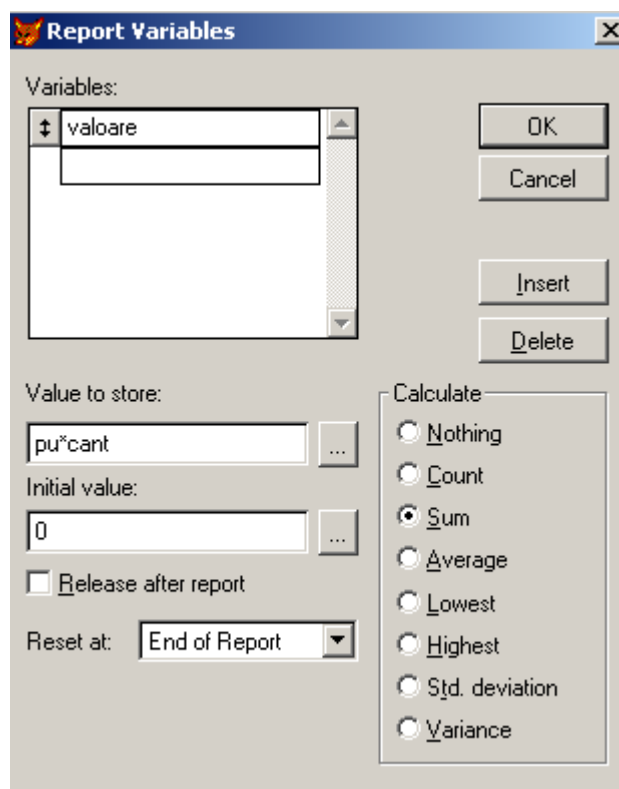 Report Variables
Variables:
valoare
OK
Cancel
Insert
Delete
Value to store:
pu*cant
...
Initial value:
0
...
Release after report
Reset at: End of Report
Calculate
Nothing
Count
Sum
Average
Lowest
Highest
Std. deviation
Variance